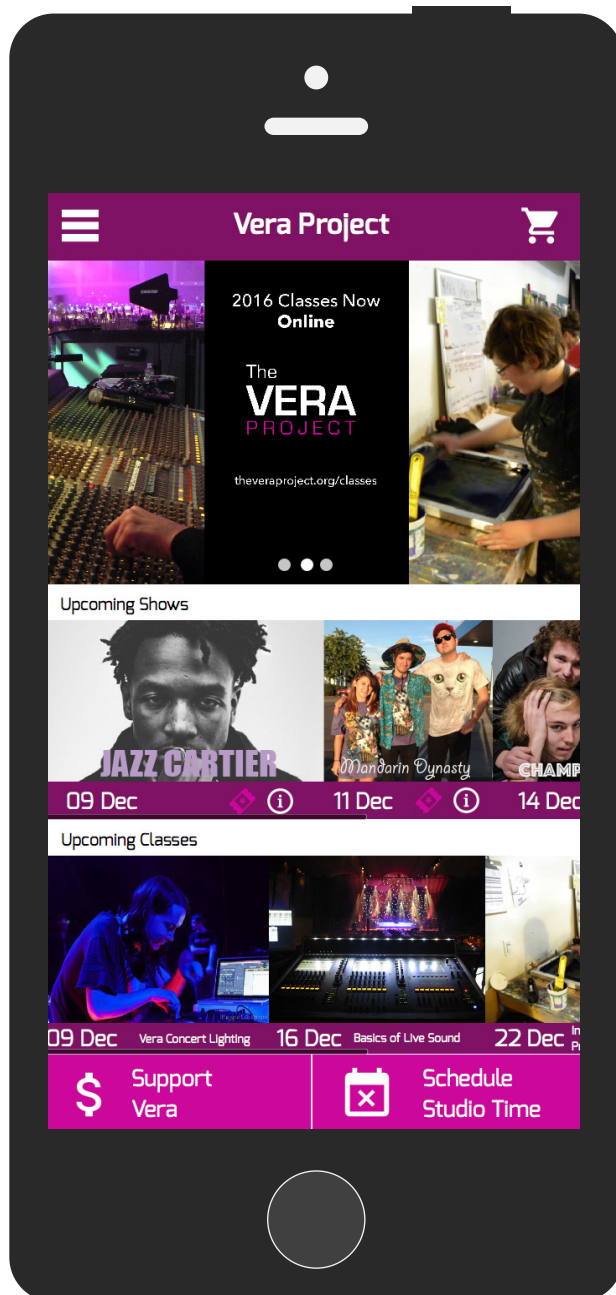 Vera Project
2016 Classes Now
Online
The
VERA
PROJECT
theveraproject.org/classes
Upcoming Shows
JAZZ CARTIER
Mandarin Dynasty
CHAMP
09 Dec
11 Dec
14 Dec
Upcoming Classes
09 Dec Vera Concert Lighting
16 Dec Basics of Live Sound
22 Dec
Support
Vera
Schedule
Studio Time